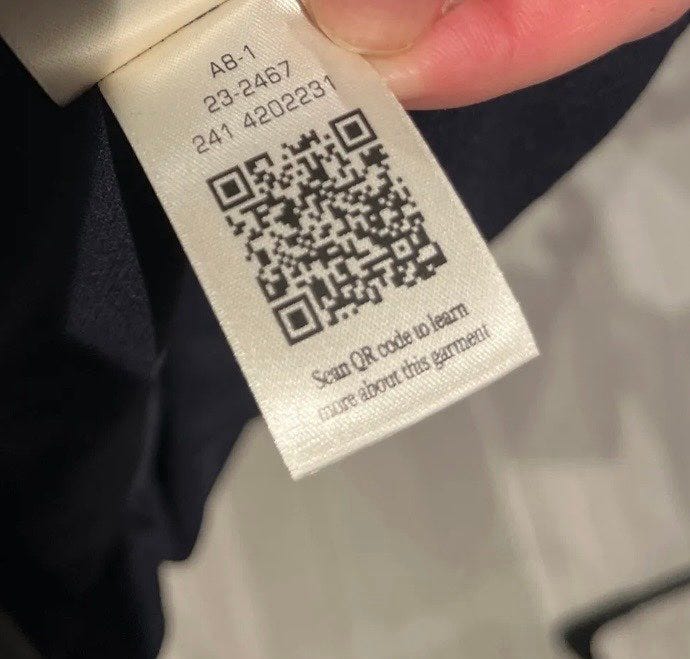 A8-1
23-2467
241 4202231
Scan QR code to learn
more about this garment